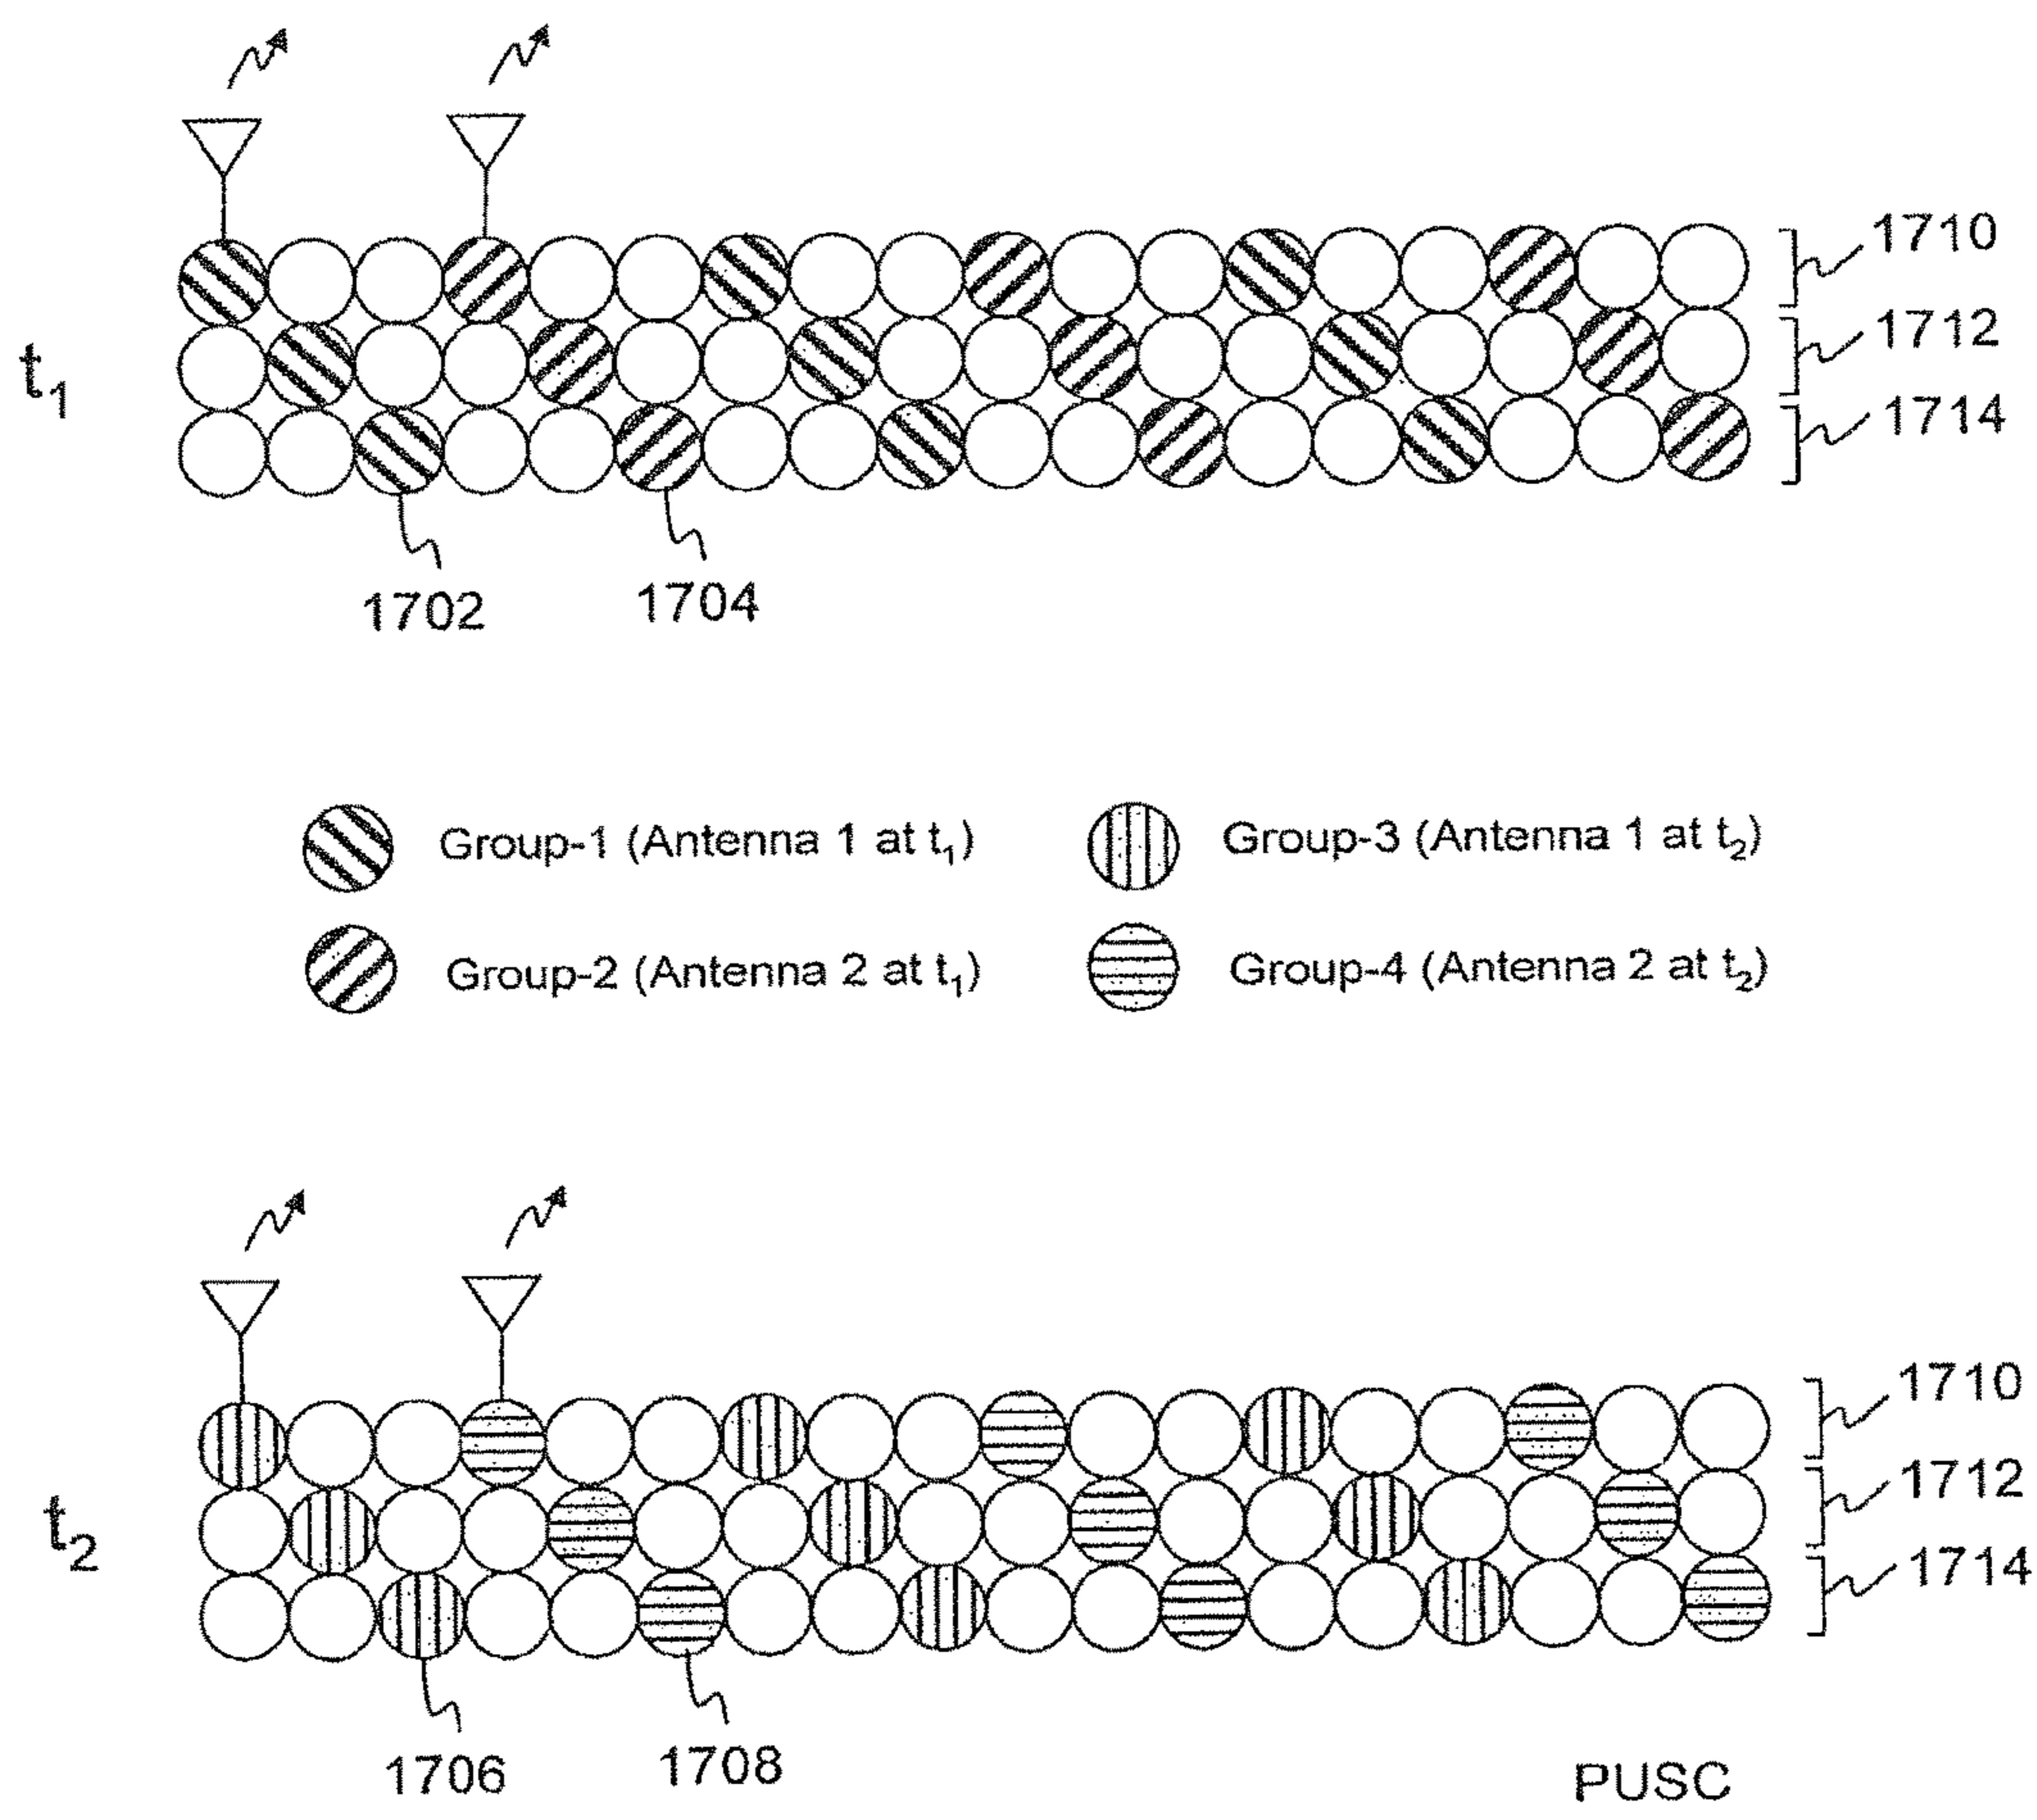 1710
1712
t1
1714
1702
1704
Group-1 (Antenna 1 at t1)
Group-3 (Antenna 1 at t2)
Group-2 (Antenna 2 at t1)
Group-4 (Antenna 2 at t2)
1710
1712
t2
1714
1706
1708
PUSC